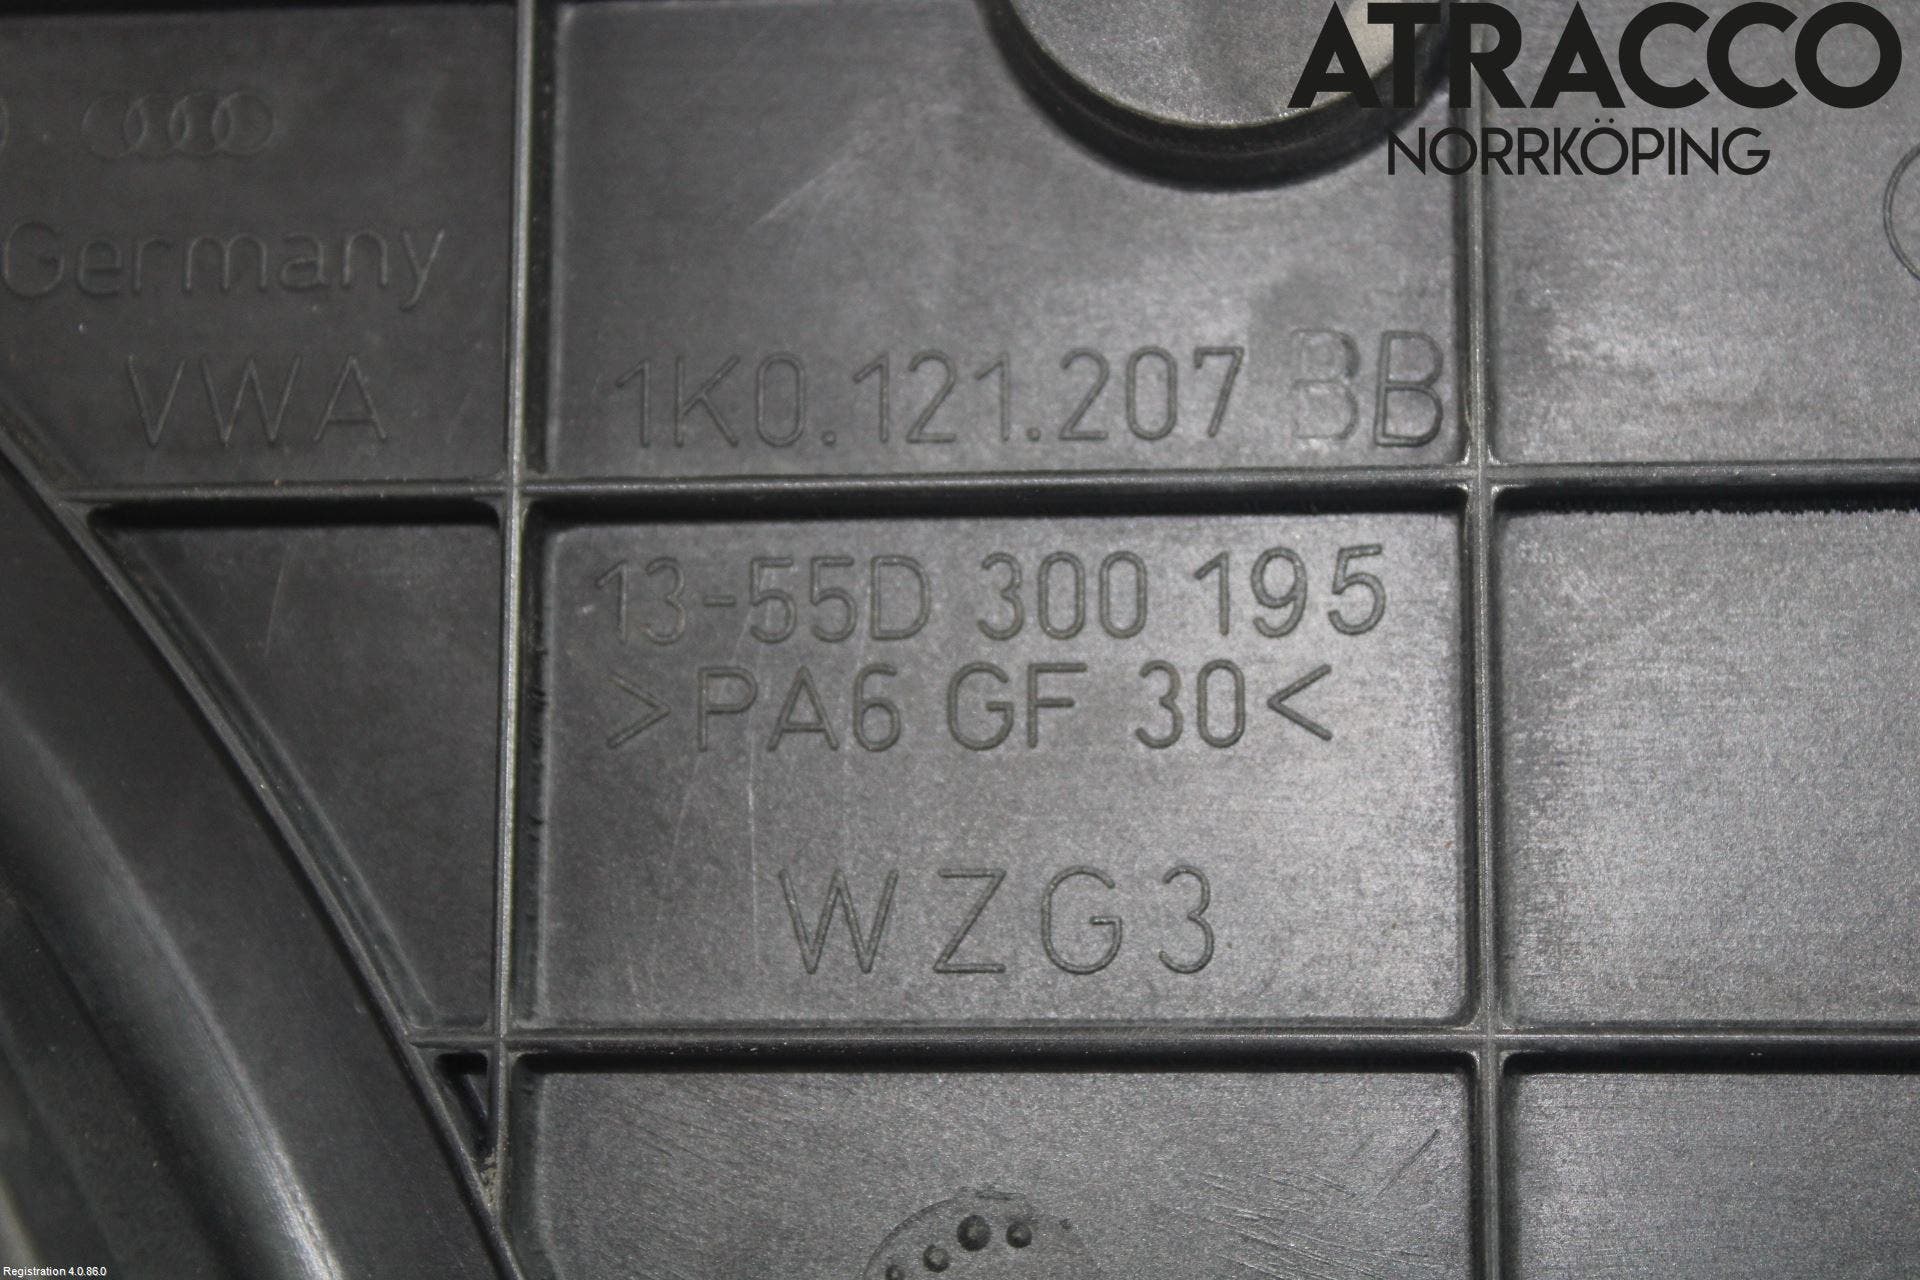 ATRACCO
NORRKÖPING
Germany
VWA
1K0.121.207 BB
13-55D 300 195
>PA6 GF 30<
WZG3
Registration 4.0.86.0